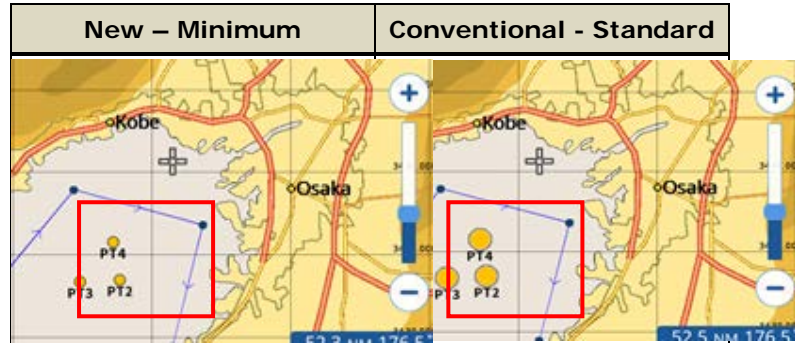 New – Minimum
Conventional - Standard
Kobe
Osaka
PT4
PT3
PT2
52.3 NM 176.5°
Kobe
Osaka
PT4
PT2
52.5 NM 176.5°